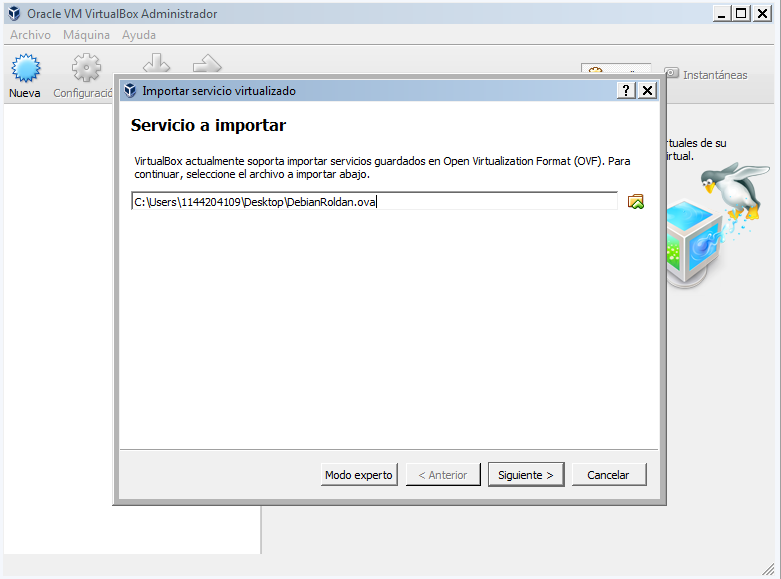 Oracle VM VirtualBox Administrador
Archivo Máquina Ayuda
Nueva
Configuració
Instantáneas
tuales de su
irtual.
Importar servicio virtualizado
Servicio a importar
VirtualBox actualmente soporta importar servicios guardados en Open Virtualization Format (OVF). Para
continuar, seleccione el archivo a importar abajo.
C:\Users\1144204109\Desktop\DebianRoldan.ova
Modo experto < Anterior Siguiente > Cancelar